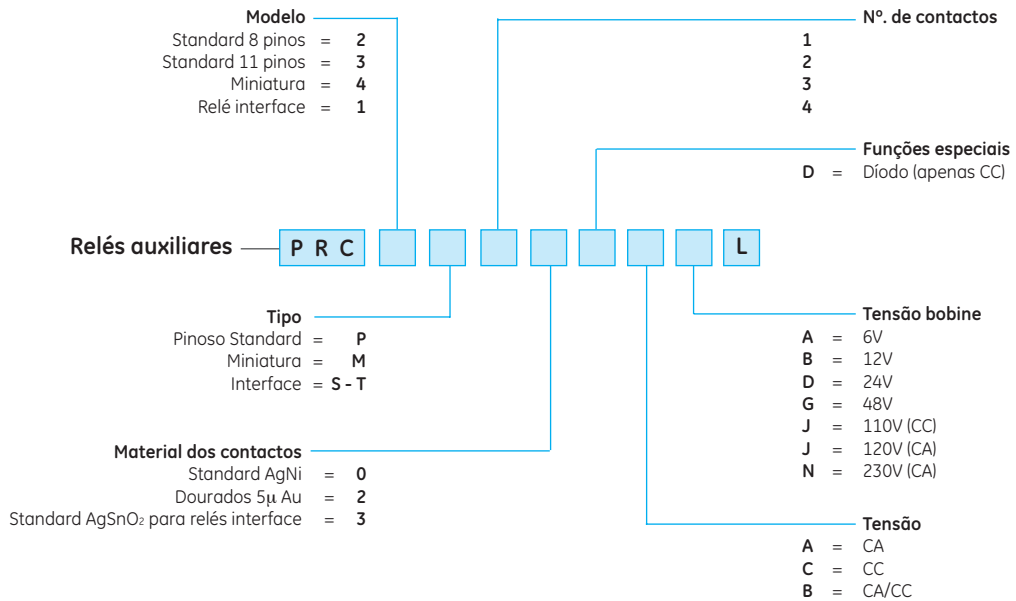 Modelo
Standard 8 pinos = 2
Standard 11 pinos = 3
Miniatura = 4
Relé interface = 1
Nº. de contactos
1
2
3
4
Funções especiais
D = Díodo (apenas CC)
Relés auxiliares P R C L
Tipo
Pinoso Standard = P
Miniatura = M
Interface = S - T
Material dos contactos
Standard AgNi = 0
Dourados 5µ Au = 2
Standard AgSnO₂ para relés interface = 3
Tensão bobine
A = 6V
B = 12V
D = 24V
G = 48V
J = 110V (CC)
J = 120V (CA)
N = 230V (CA)
Tensão
A = CA
C = CC
B = CA/CC